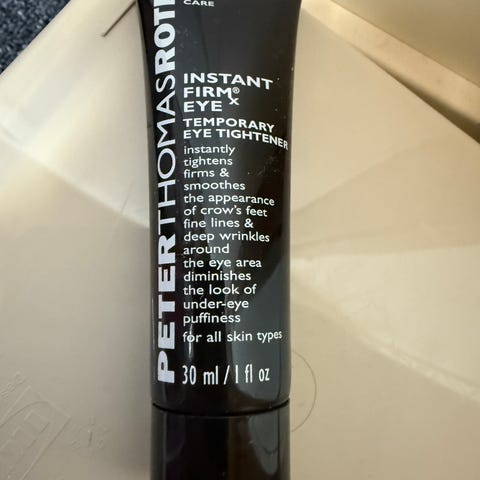 CARE
PETERTHOMASROTH
INSTANT
FIRM®x
EYE
TEMPORARY
EYE TIGHTENER
instantly
tightens
firms &
smoothes
the appearance
of crow's feet
fine lines &
deep wrinkles
around
the eye area
diminishes
the look of
under-eye
puffiness
for all skin types
30 ml / 1 fl oz